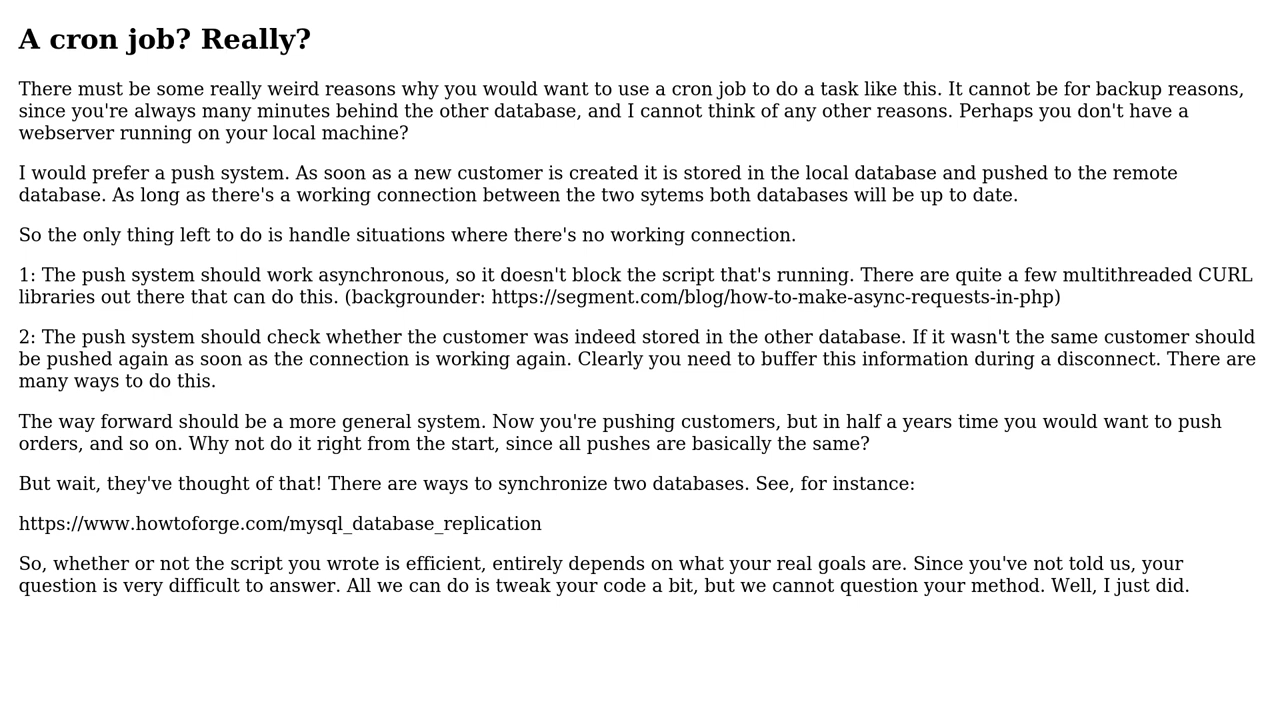 A cron job? Really?
There must be some really weird reasons why you would want to use a cron job to do a task like this. It cannot be for backup reasons,
since you're always many minutes behind the other database, and I cannot think of any other reasons. Perhaps you don't have a
webserver running on your local machine?
I would prefer a push system. As soon as a new customer is created it is stored in the local database and pushed to the remote
database. As long as there's a working connection between the two sytems both databases will be up to date.
So the only thing left to do is handle situations where there's no working connection.
1: The push system should work asynchronous, so it doesn't block the script that's running. There are quite a few multithreaded CURL
libraries out there that can do this. (backgrounder: https://segment.com/blog/how-to-make-async-requests-in-php)
2: The push system should check whether the customer was indeed stored in the other database. If it wasn't the same customer should
be pushed again as soon as the connection is working again. Clearly you need to buffer this information during a disconnect. There are
many ways to do this.
The way forward should be a more general system. Now you're pushing customers, but in half a years time you would want to push
orders, and so on. Why not do it right from the start, since all pushes are basically the same?
But wait, they've thought of that! There are ways to synchronize two databases. See, for instance:
https://www.howtoforge.com/mysql_database_replication
So, whether or not the script you wrote is efficient, entirely depends on what your real goals are. Since you've not told us, your
question is very difficult to answer. All we can do is tweak your code a bit, but we cannot question your method. Well, I just did.